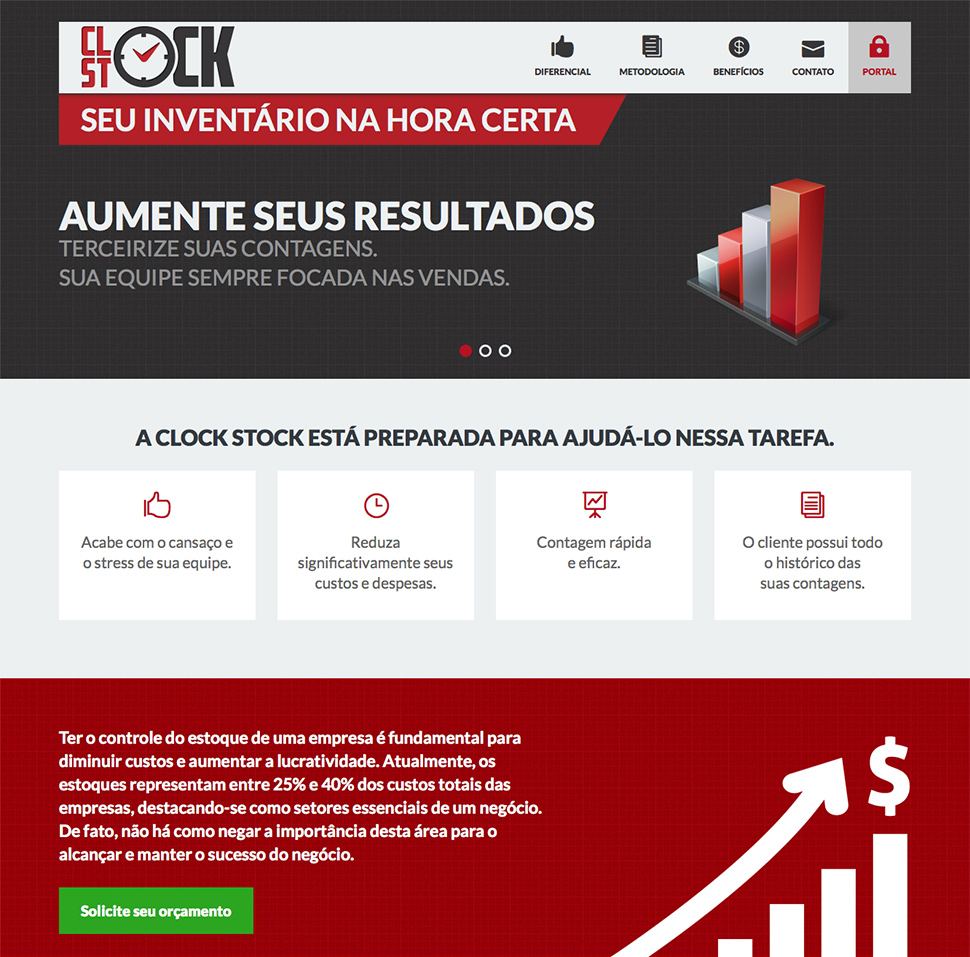 CLOCK
STOCK
DIFERENCIAL
METODOLOGIA
$
BENEFÍCIOS
CONTATO
PORTAL
SEU INVENTÁRIO NA HORA CERTA
AUMENTE SEUS RESULTADOS
TERCEIRIZE SUAS CONTAGENS.
SUA EQUIPE SEMPRE FOCADA NAS VENDAS.
A CLOCK STOCK ESTÁ PREPARADA PARA AJUDÁ-LO NESSA TAREFA.
Acabe com o cansaço e
o stress de sua equipe.
Reduza
significativamente seus
custos e despesas.
Contagem rápida
e eficaz.
O cliente possui todo
o histórico das
suas contagens.
Ter o controle do estoque de uma empresa é fundamental para
diminuir custos e aumentar a lucratividade. Atualmente, os
estoques representam entre 25% e 40% dos custos totais das
empresas, destacando-se como setores essenciais de um negócio.
De fato, não há como negar a importância desta área para o
alcançar e manter o sucesso do negócio.
$
Solicite seu orçamento